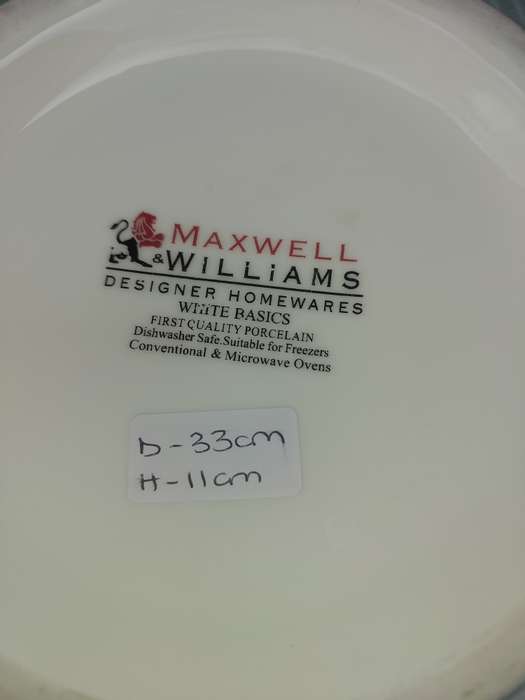 MAXWELL
& WiLLiAMS
DESIGNER HOMEWARES
WHITE BASICS
FIRST QUALITY PORCELAIN
Dishwasher Safe.Suitable for Freezers
Conventional & Microwave Ovens
D - 33cm
H - 11cm